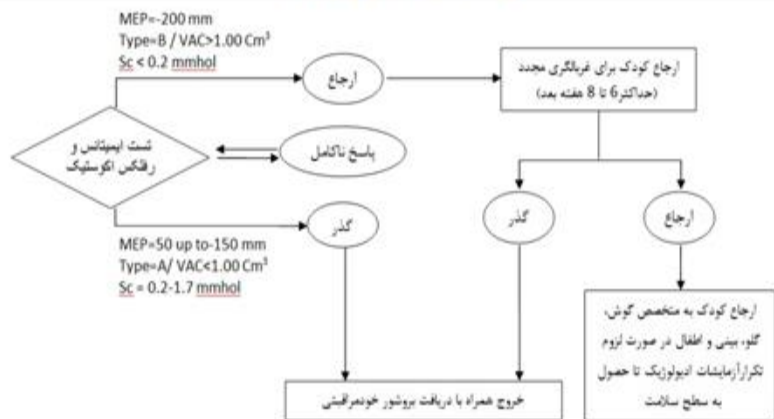 MEP=-200 mm
Type=B / VAC>1.00 Cm³
Sc < 0.2 mmhol
ارجاع
ارجاع کودک برای غربالگری مجدد
(حداکثر6 تا 8 هفته بعد)
تست ایمیتانس و
رفلکس اکوستیک
پاسخ ناکامل
گذر
گذر
ارجاع
MEP=50 up to-150 mm
Type=A/ VAC<1.00 Cm³
Sc = 0.2-1.7 mmhol
ارجاع کودک به متخصص گوش،
گلو، بینی و اطفال در صورت لزوم
تکرارآزمایشات ادیولوژیک تا حصول
به سطح سلامت
خروج همراه با دریافت بروشور خودمراقبتی